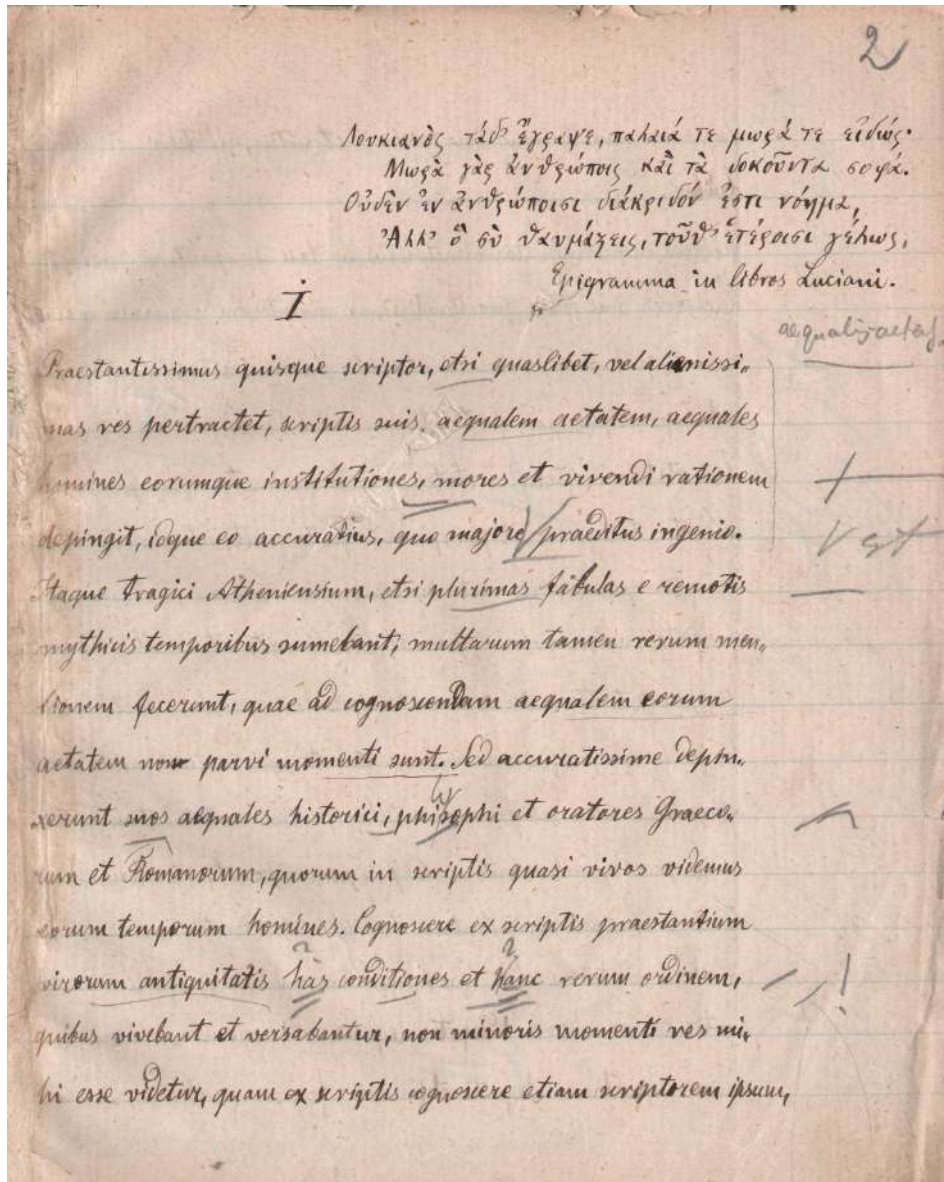 2
Λουκιανὸς τάδ' ἔγραψε, παλαιά τε μωρά τε εἰδώς·
Μωρὰ γὰρ ἀνθρώποις καὶ τὰ δοκοῦντα σοφά.
Οὐδὲν ἐν ἀνθρώποισι διάκριδόν ἐστι νόημα,
Ἀλλ' ὃ σὺ θαυμάζεις, τοῦθ' ἑτέροισι γέλως.
Epigramma in libros Luciani.
I
aequalis aetas
Praestantissimus quisque scriptor, etsi quaslibet, vel alienissi-
mas res pertractet, scriptis suis aequalem aetatem, aequales
homines eorumque institutiones, mores et vivendi rationem
depingit, idque eo accuratius, quo majore praeditus ingenio. V est
Itaque tragici Atheniensium, etsi plurimas fabulas e remotis
mythicis temporibus sumebant, multarum tamen rerum men-
tionem fecerunt, quae ad cognoscendam aequalem eorum
aetatem non parvi momenti sunt. Sed accuratissime depin-
xerunt suos aequales historici, phisophi et oratores Graeco-
rum et Romanorum, quorum in scriptis quasi vivos videmus
eorum temporum homines. Cognoscere ex scriptis praestantium
virorum antiquitatis has conditiones et hanc rerum ordinem, !
quibus vivebant et versabantur, non minoris momenti res mi-
hi esse videtur, quam ex scriptis cognoscere etiam scriptorem ipsum,